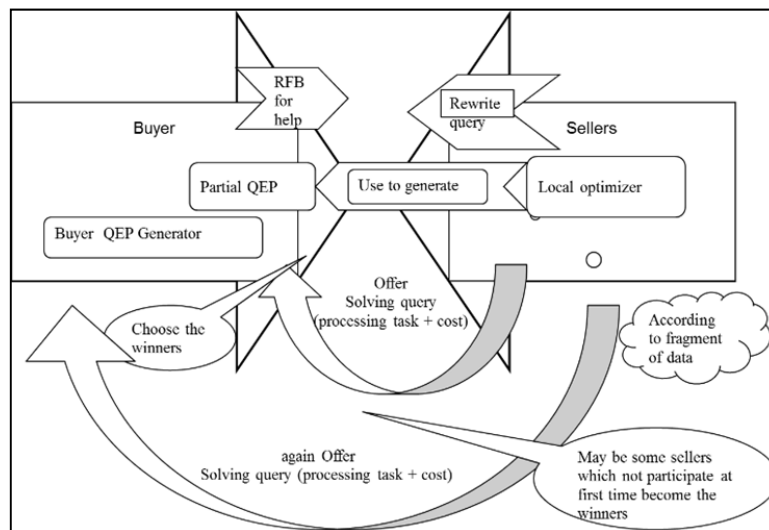 RFB
for
help
Rewrite
query
Buyer
Sellers
Partial QEP
Use to generate
Local optimizer
Buyer QEP Generator
Offer
Solving query
(processing task + cost)
Choose the
winners
According
to fragment
of data
again Offer
Solving query (processing task + cost)
May be some sellers
which not participate at
first time become the
winners